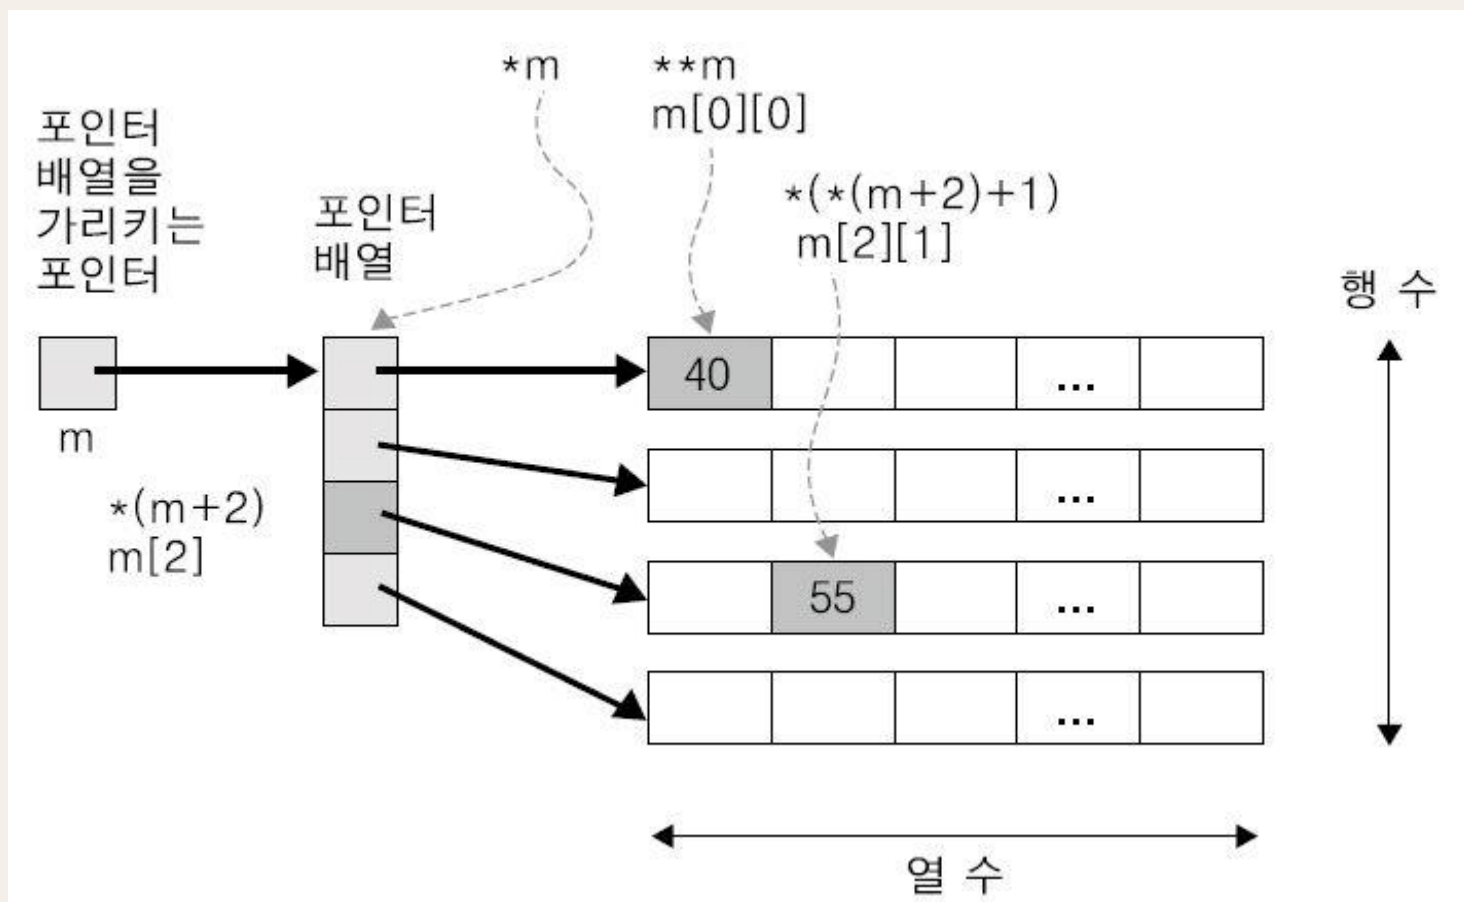 *m
**m
m[0][0]
포인터
배열을
가리키는
포인터
포인터
배열
*(*(m+2)+1)
m[2][1]
행 수
40
...
m
...
*(m+2)
m[2]
55
...
...
열 수